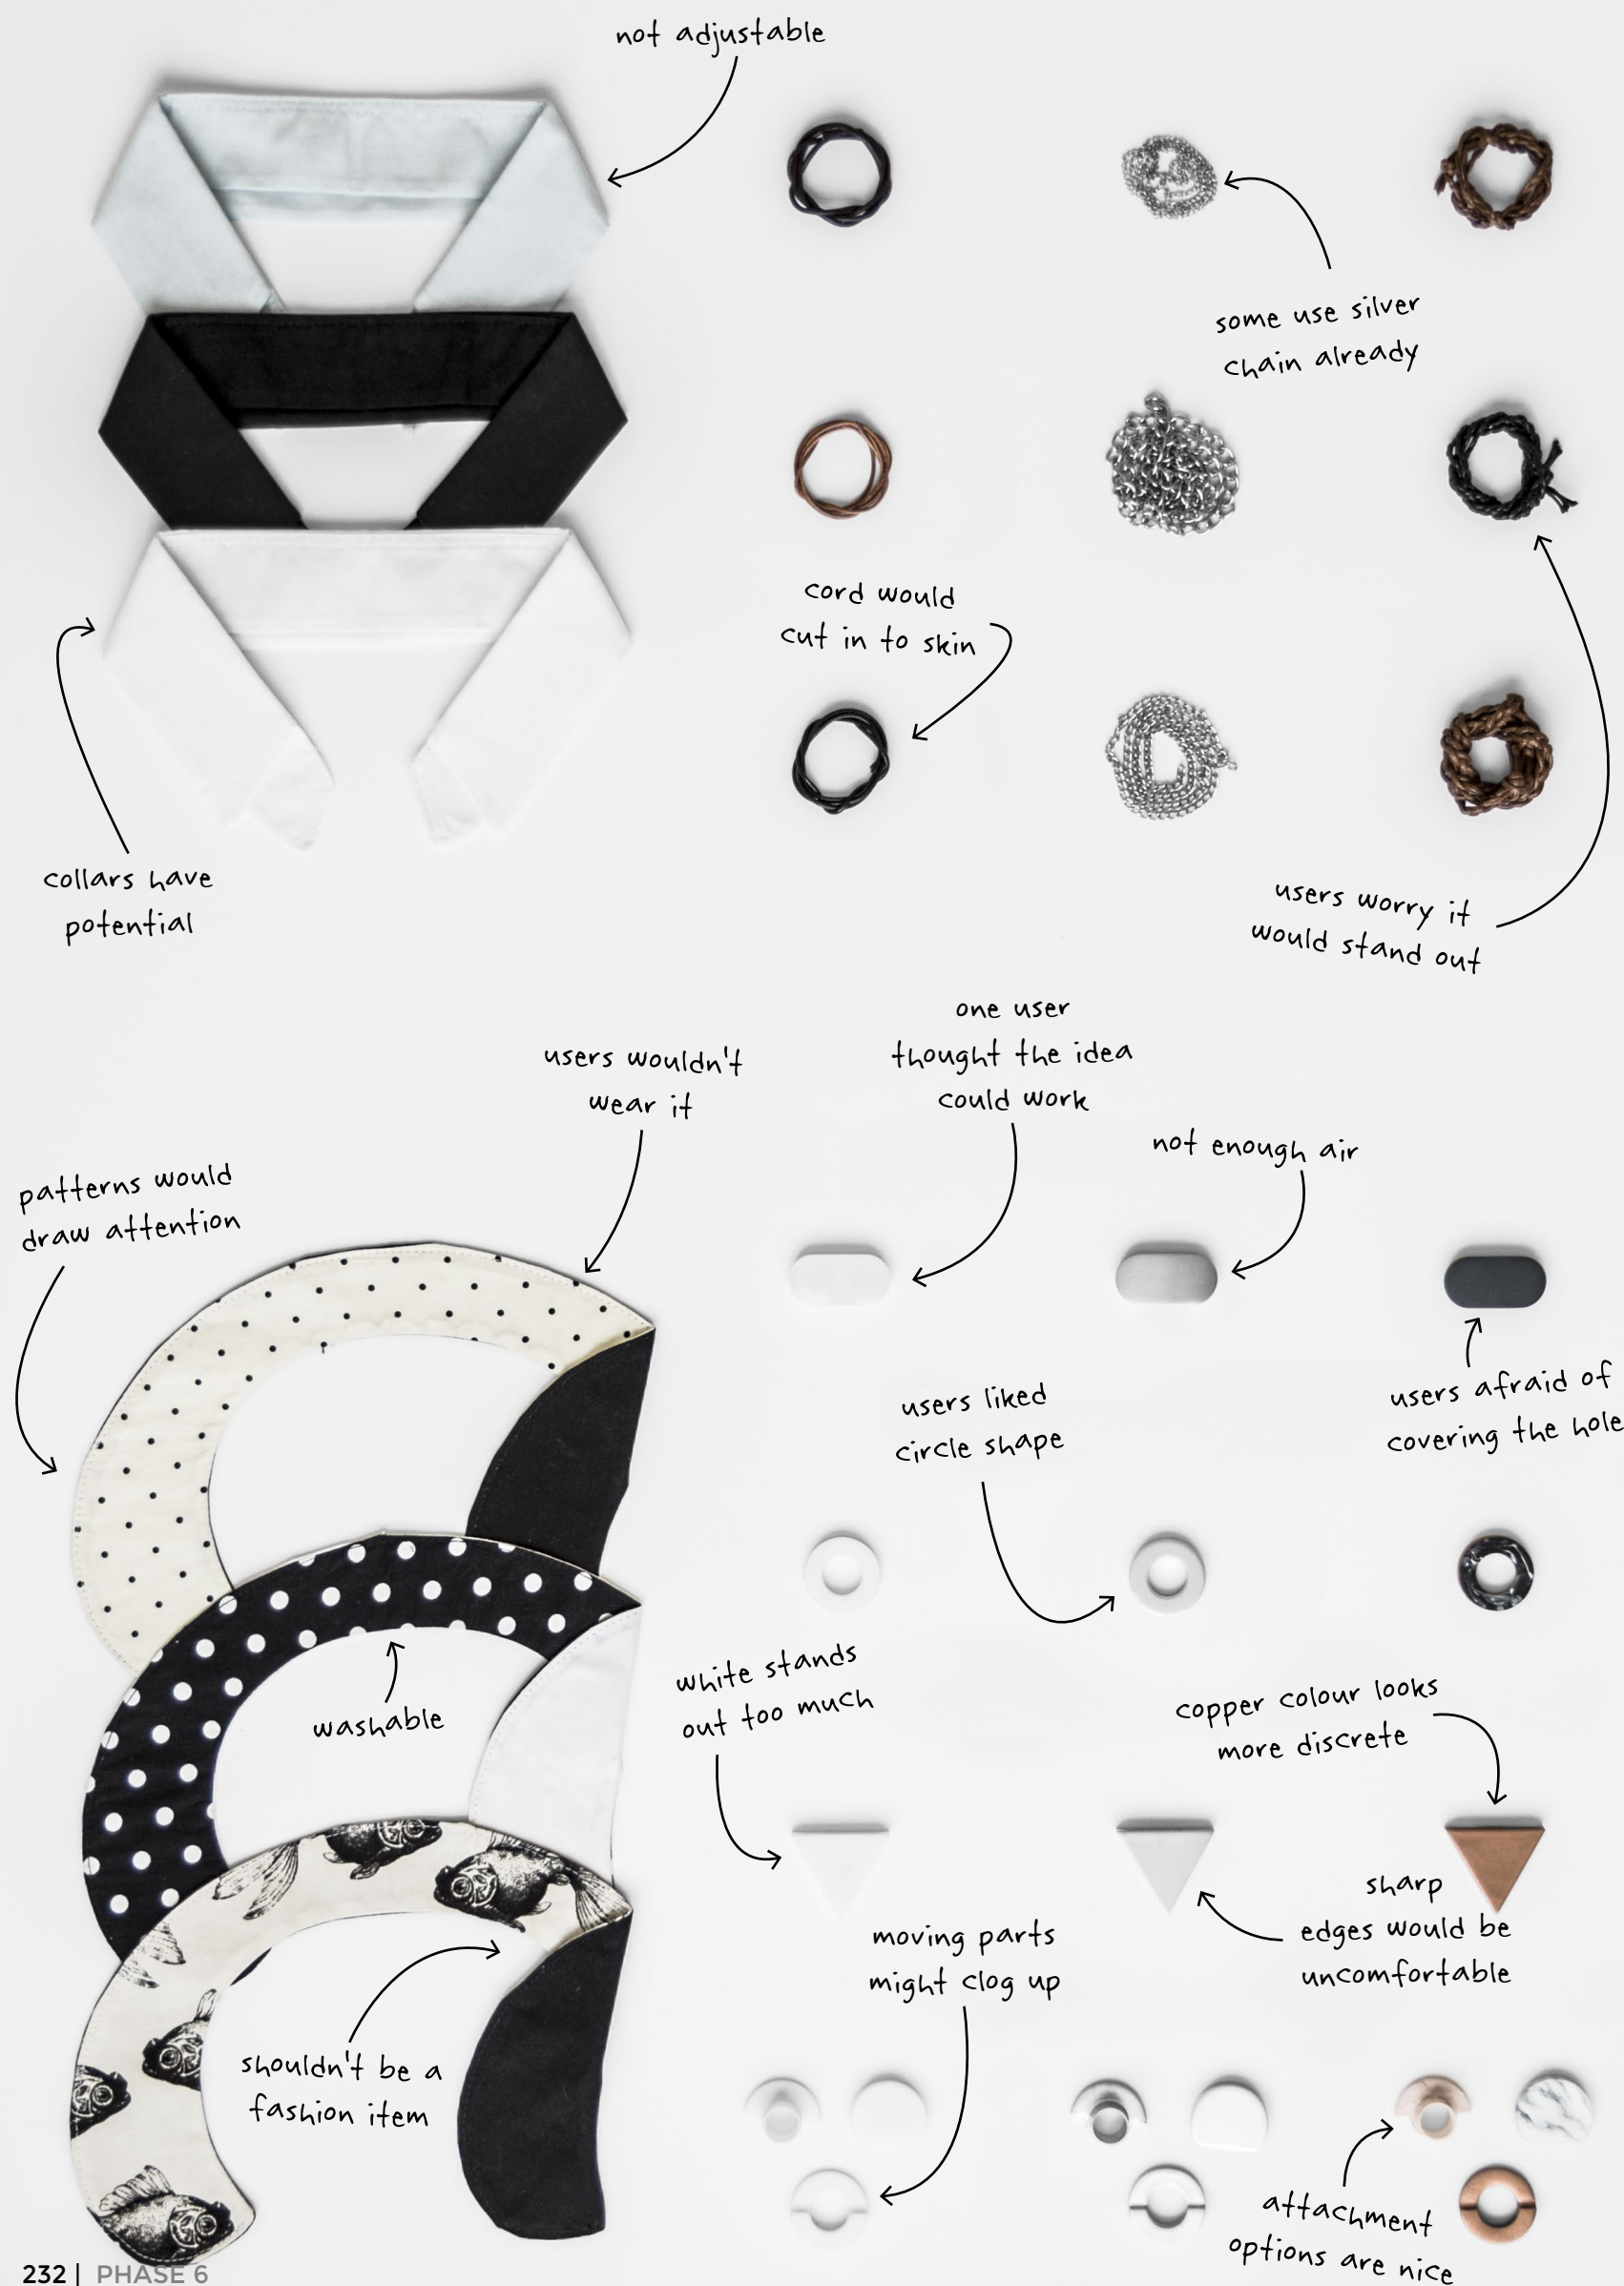 not adjustable
some use silver
chain already
cord would
cut in to skin
collars have
potential
users worry it
would stand out
one user
thought the idea
could work
users wouldn't
wear it
not enough air
patterns would
draw attention
users liked
circle shape
users afraid of
covering the hole
white stands
out too much
washable
copper colour looks
more discrete
sharp
edges would be
uncomfortable
moving parts
might clog up
shouldn't be a
fashion item
attachment
options are nice
232 | PHASE 6